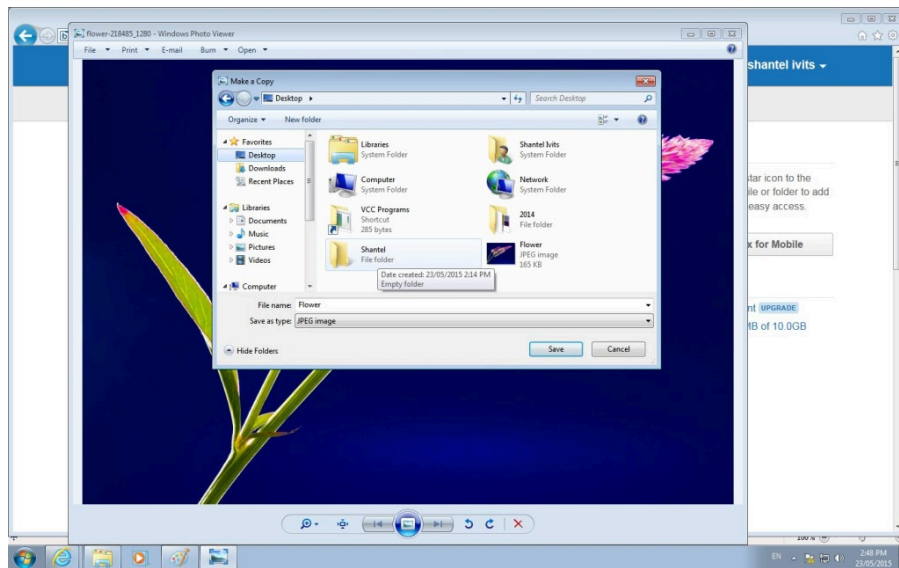 flower-218485_1280 - Windows Photo Viewer
File Print E-mail Burn Open
shantel ivits
Make a Copy
Desktop
Search Desktop
Organize New folder
Favorites
Desktop
Downloads
Recent Places
Libraries
Documents
Music
Pictures
Videos
Computer
Libraries
System Folder
Shantel Ivits
System Folder
Computer
System Folder
Network
System Folder
VCC Programs
Shortcut
285 bytes
2014
File folder
Shantel
File folder
Flower
JPEG image
165 KB
Date created: 23/05/2015 2:14 PM
Empty folder
File name: Flower
Save as type: JPEG image
Hide Folders
Save Cancel
star icon to the
ile or folder to add
easy access.
x for Mobile
nt UPGRADE
MB of 10.0GB
100%
EN
2:48 PM
23/05/2015